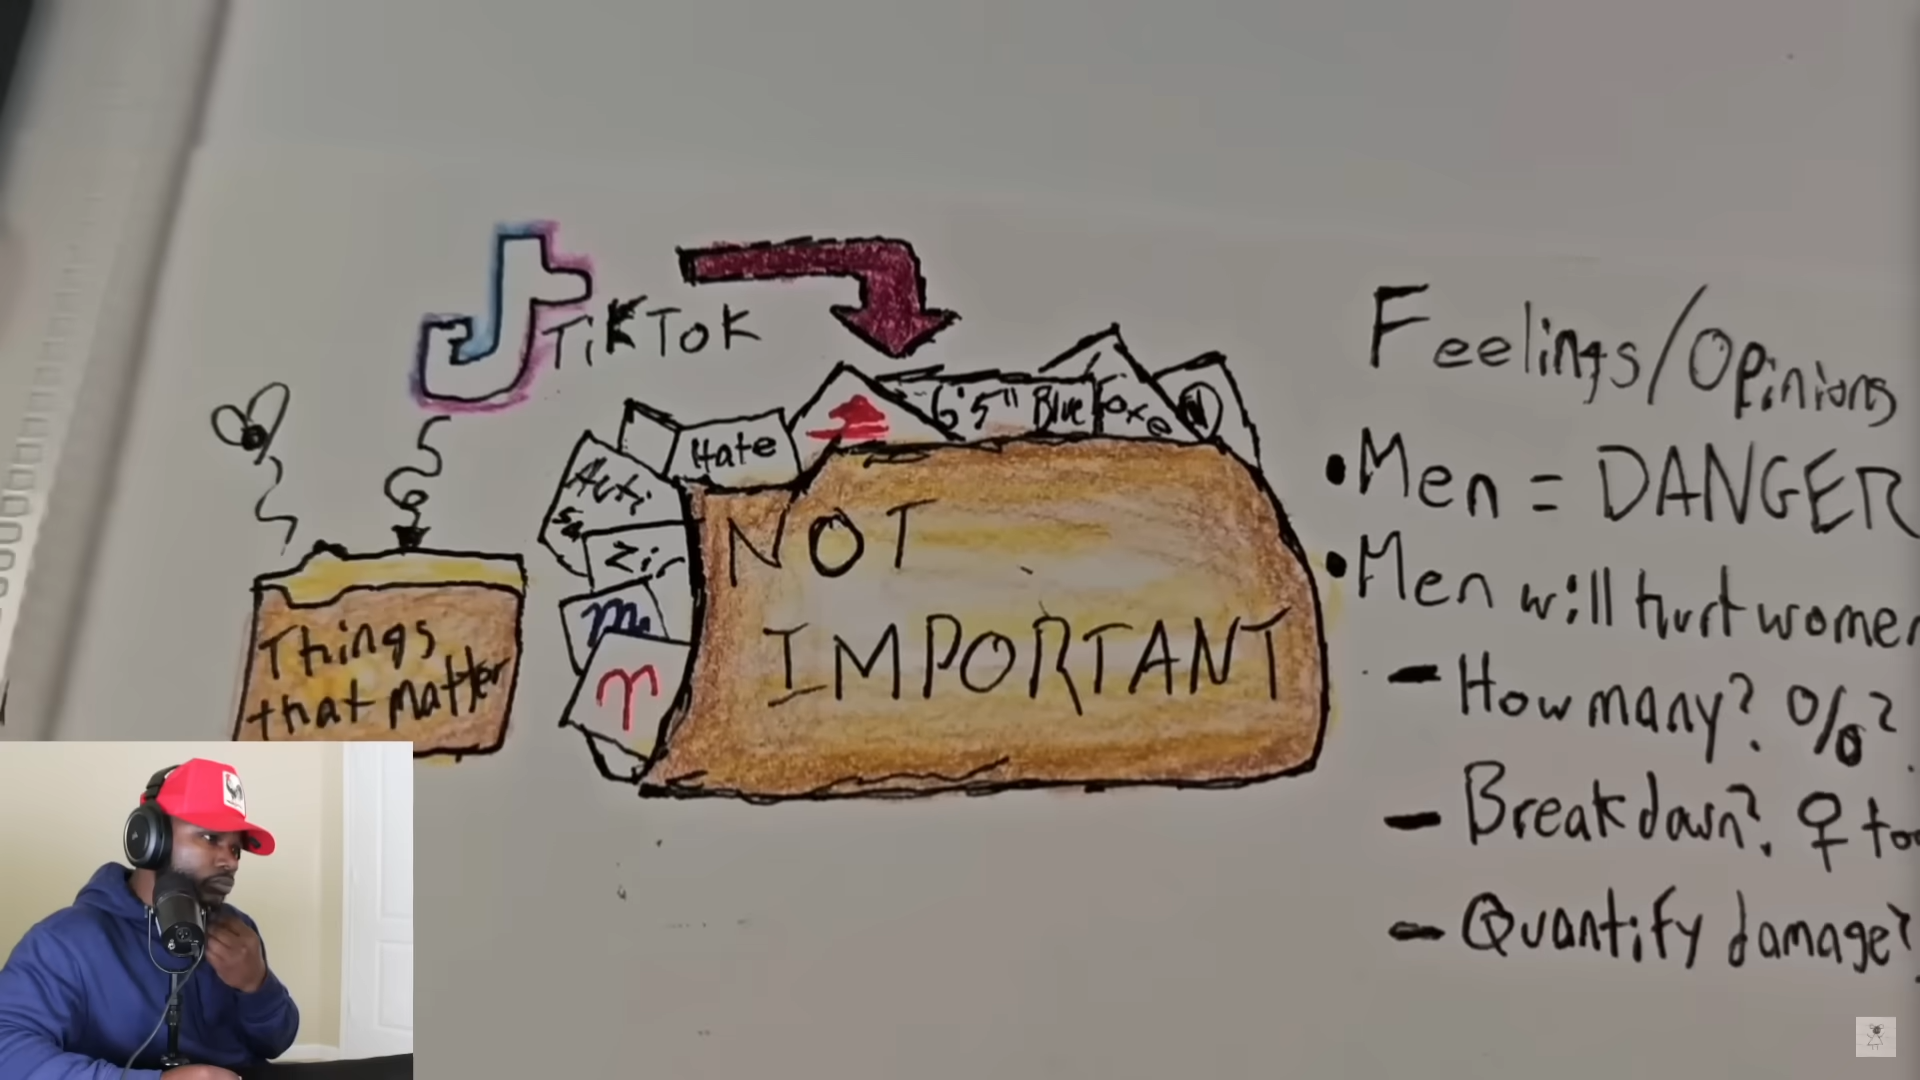 TikTok
Hate
6'5" Blue
NOT
IMPORTANT
Things
that matter
Feelings/Opinions
•Men = DANGER
•Men will hurt women
- How many? %?
- Breakdown? ♀ too
- Quantify damage?